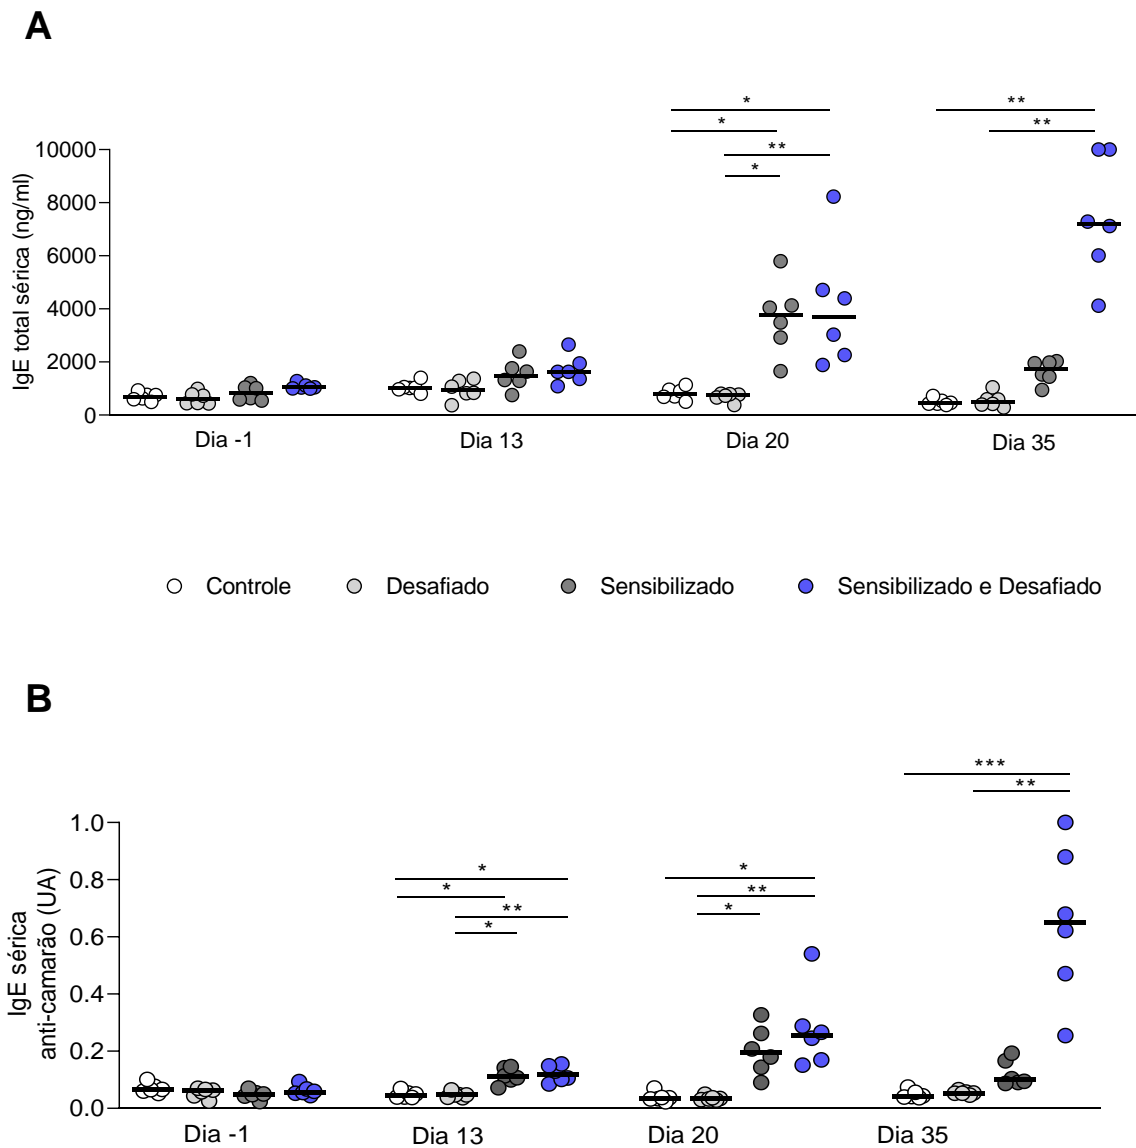 A
* **
* **
**
*
10000
8000
6000
4000
2000
0
IgE total sérica (ng/ml)
Dia -1 Dia 13 Dia 20 Dia 35
Controle Desafiado Sensibilizado Sensibilizado e Desafiado
B
***
**
* *
* **
** *
*
1.0
0.8
0.6
0.4
0.2
0.0
IgE sérica
anti-camarão (UA)
Dia -1 Dia 13 Dia 20 Dia 35